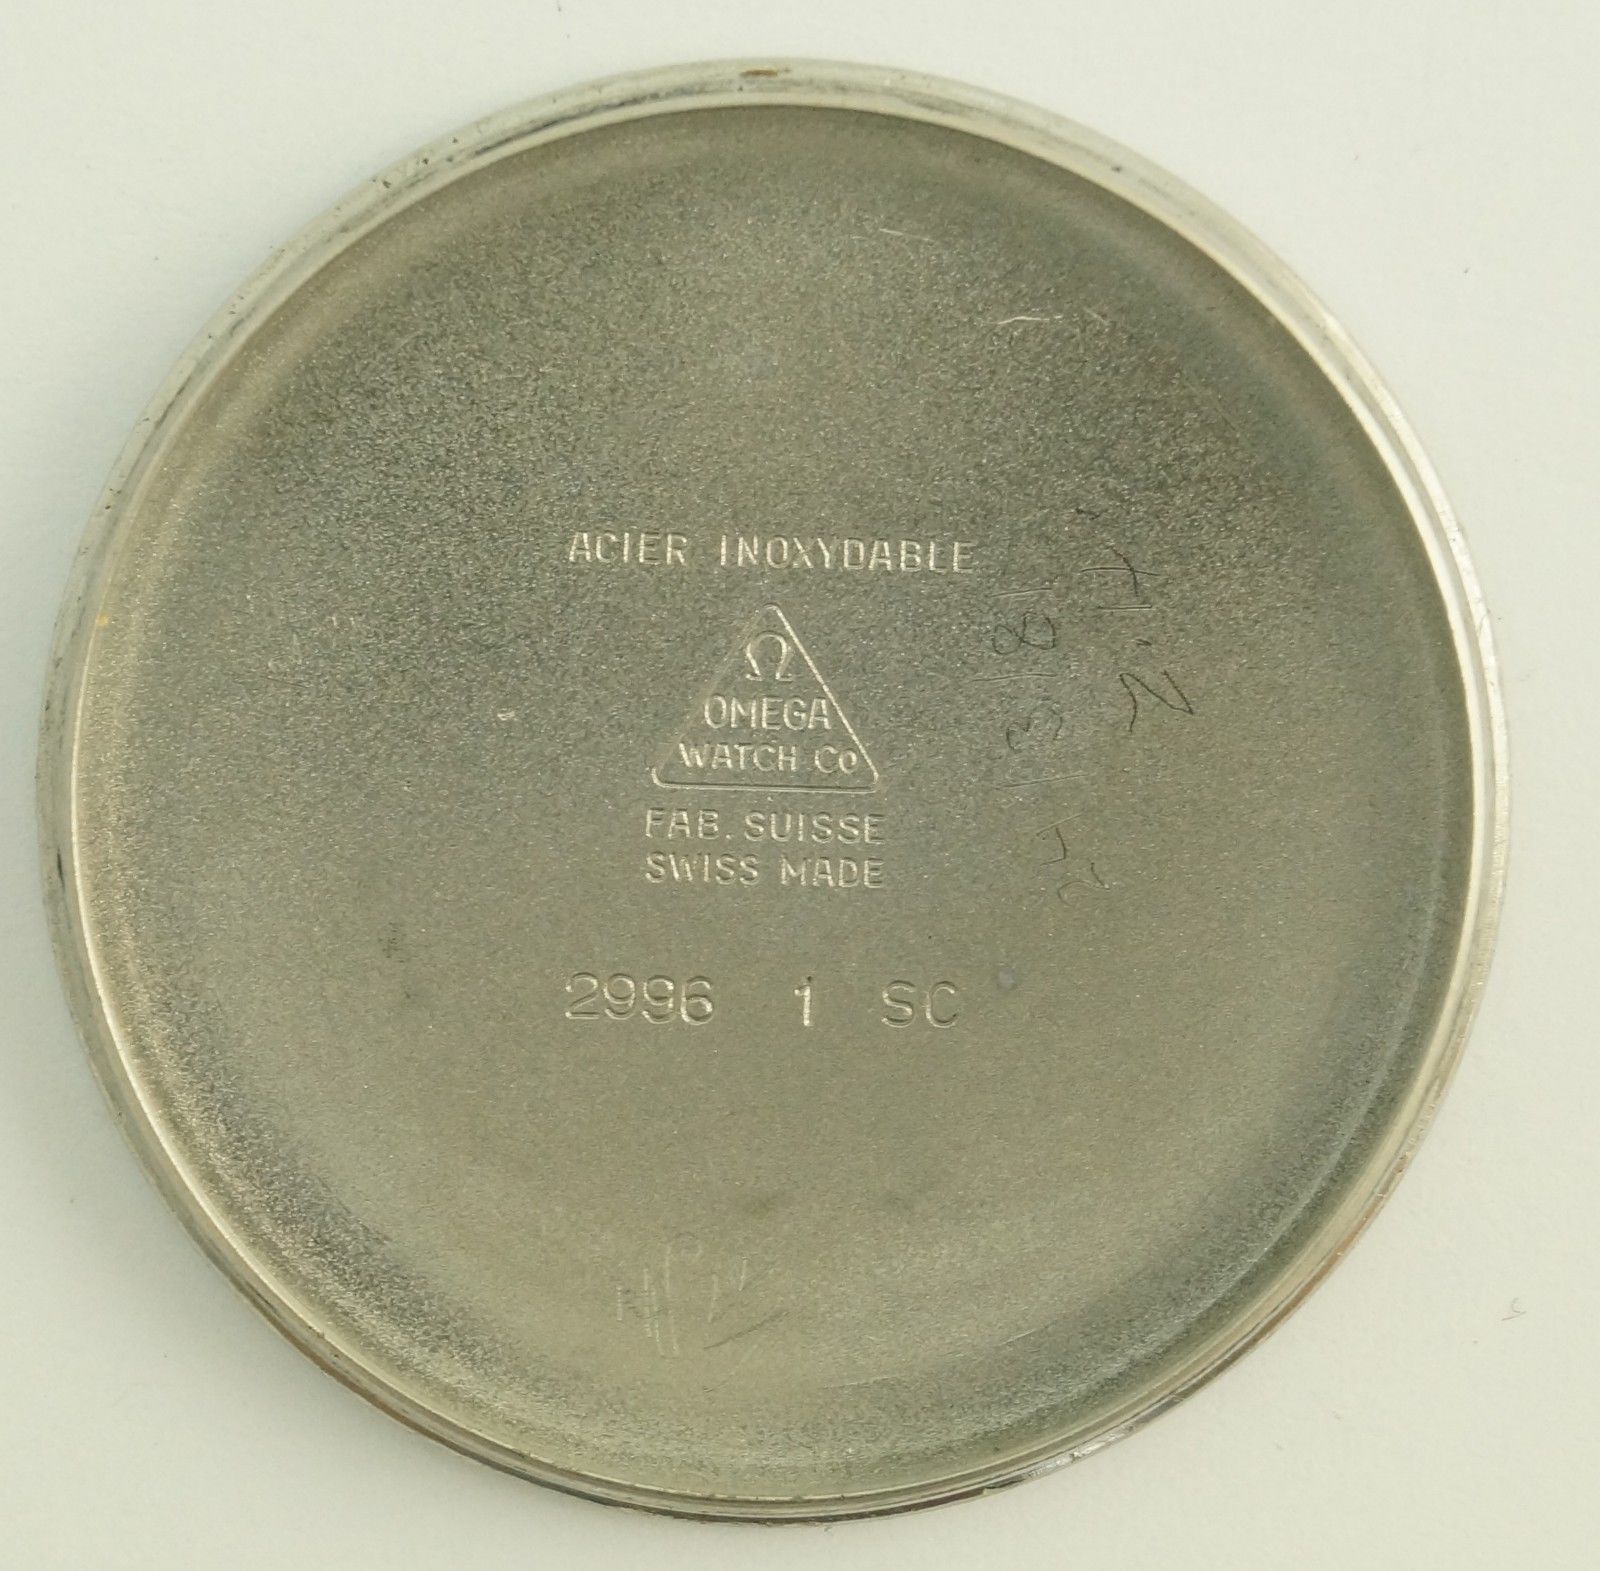 ACIER INOXYDABLE
Ω
OMEGA
WATCH Co
FAB. SUISSE
SWISS MADE
2996 1 SC